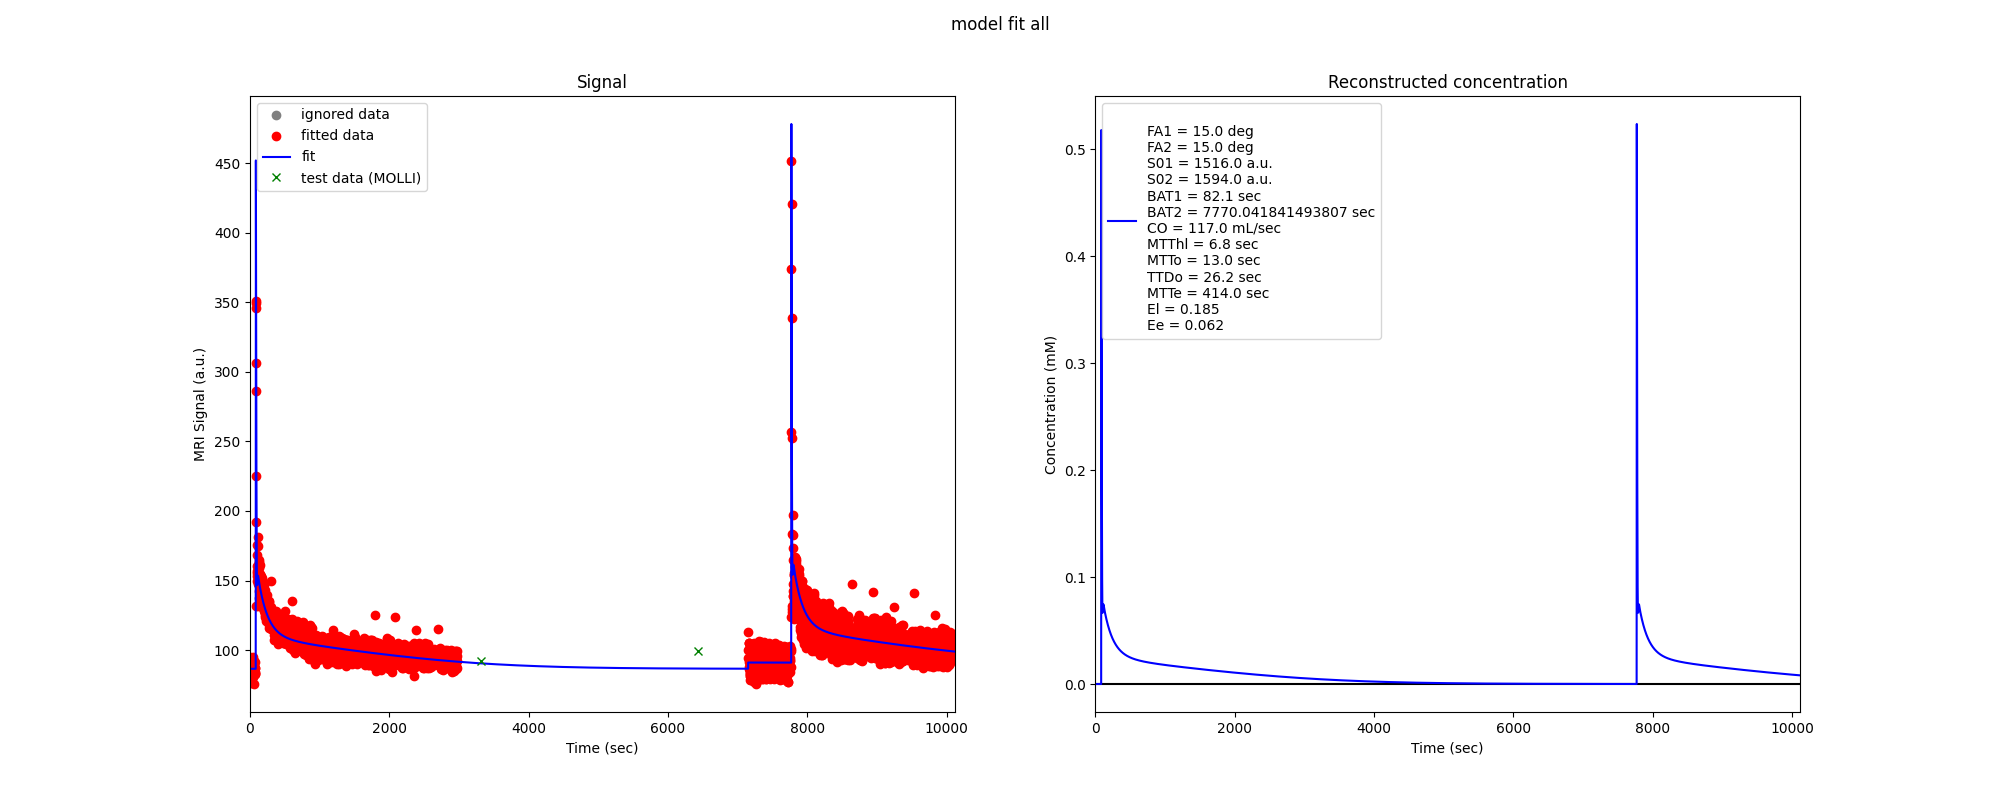 model fit all
Signal
ignored data
fitted data
fit
test data (MOLLI)
450
400
350
300
250
200
150
100
MRI Signal (a.u.)
0
2000
4000
6000
8000
10000
Time (sec)
Reconstructed concentration
FA1 = 15.0 deg
FA2 = 15.0 deg
S01 = 1516.0 a.u.
S02 = 1594.0 a.u.
BAT1 = 82.1 sec
BAT2 = 7770.041841493807 sec
CO = 117.0 mL/sec
MTThl = 6.8 sec
MTTo = 13.0 sec
TTDo = 26.2 sec
MTTe = 414.0 sec
El = 0.185
Ee = 0.062
0.5
0.4
0.3
0.2
0.1
0.0
Concentration (mM)
0
2000
4000
6000
8000
10000
Time (sec)